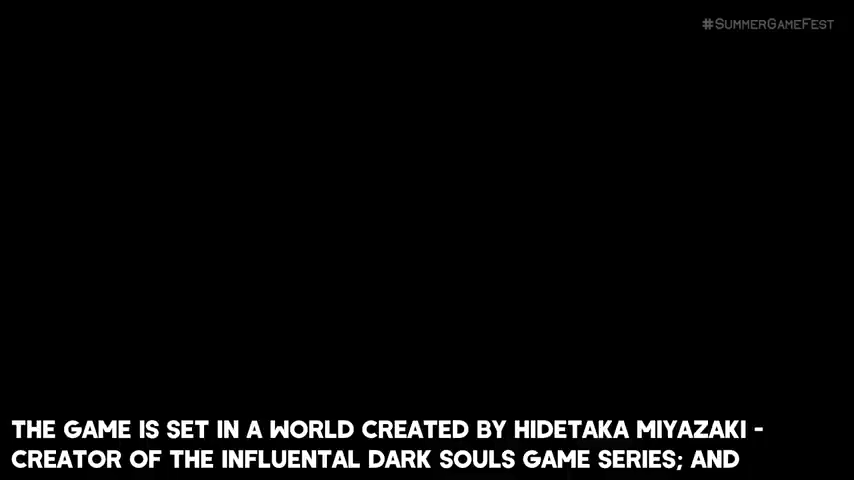 #SummerGameFest
THE GAME IS SET IN A WORLD CREATED BY HIDETAKA MIYAZAKI -
CREATOR OF THE INFLUENTAL DARK SOULS GAME SERIES; AND